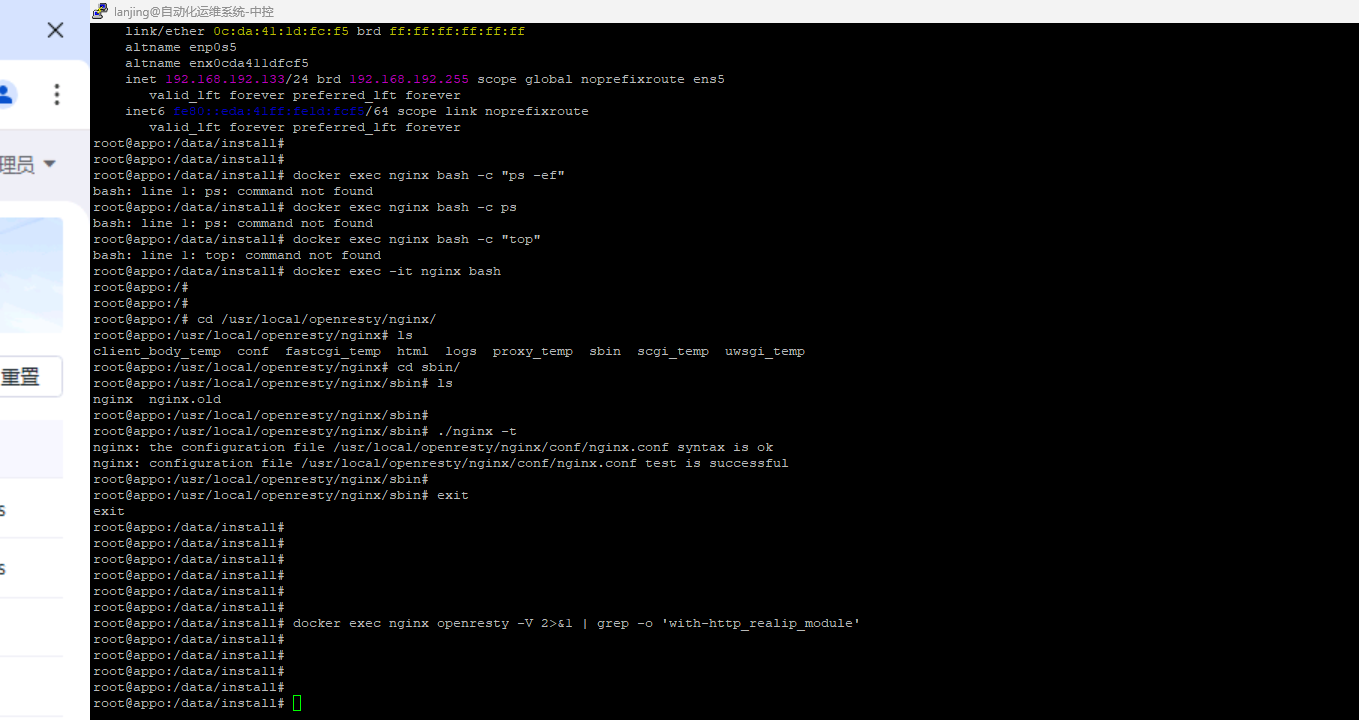 lanjing@自动化运维系统-中控
link/ether 0c:da:41:1d:fc:f5 brd ff:ff:ff:ff:ff:ff
altname enp0s5
altname enx0cda411dfcf5
inet 192.168.192.133/24 brd 192.168.192.255 scope global noprefixroute ens5
valid_lft forever preferred_lft forever
inet6 fe80::eda:41ff:fe1d:fcf5/64 scope link noprefixroute
valid_lft forever preferred_lft forever
root@appo:/data/install#
root@appo:/data/install#
root@appo:/data/install# docker exec nginx bash -c "ps -ef"
bash: line 1: ps: command not found
root@appo:/data/install# docker exec nginx bash -c ps
bash: line 1: ps: command not found
root@appo:/data/install# docker exec nginx bash -c "top"
bash: line 1: top: command not found
root@appo:/data/install# docker exec -it nginx bash
root@appo:/#
root@appo:/#
root@appo:/# cd /usr/local/openresty/nginx/
root@appo:/usr/local/openresty/nginx# ls
client_body_temp  conf  fastcgi_temp  html  logs  proxy_temp  sbin  scgi_temp  uwsgi_temp
root@appo:/usr/local/openresty/nginx# cd sbin/
root@appo:/usr/local/openresty/nginx/sbin# ls
nginx  nginx.old
root@appo:/usr/local/openresty/nginx/sbin#
root@appo:/usr/local/openresty/nginx/sbin# ./nginx -t
nginx: the configuration file /usr/local/openresty/nginx/conf/nginx.conf syntax is ok
nginx: configuration file /usr/local/openresty/nginx/conf/nginx.conf test is successful
root@appo:/usr/local/openresty/nginx/sbin#
root@appo:/usr/local/openresty/nginx/sbin# exit
exit
root@appo:/data/install#
root@appo:/data/install#
root@appo:/data/install#
root@appo:/data/install#
root@appo:/data/install#
root@appo:/data/install#
root@appo:/data/install# docker exec nginx openresty -V 2>&1 | grep -o 'with-http_realip_module'
root@appo:/data/install#
root@appo:/data/install#
root@appo:/data/install#
root@appo:/data/install#
root@appo:/data/install#
理员
重置
s
s